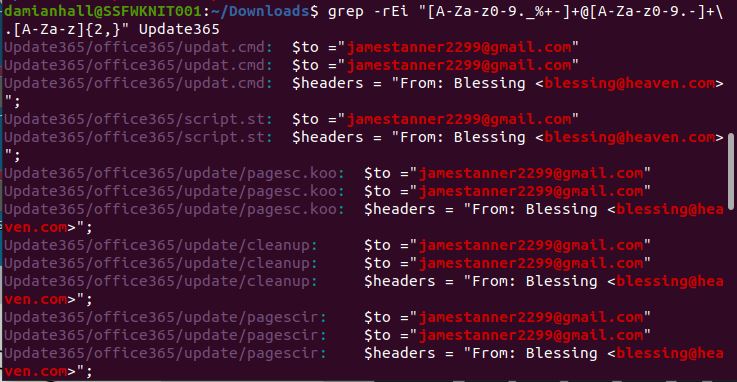 damianhall@SSFWKNIT001:~/Downloads$ grep -rEi "[A-Za-z0-9._%+-]+@[A-Za-z0-9.-]+\
.[A-Za-z]{2,}" Update365
Update365/office365/updat.cmd:  $to ="jamestanner2299@gmail.com"
Update365/office365/updat.cmd:  $to ="jamestanner2299@gmail.com"
Update365/office365/updat.cmd:  $headers = "From: Blessing <blessing@heaven.com>
";
Update365/office365/script.st:  $to ="jamestanner2299@gmail.com"
Update365/office365/script.st:  $headers = "From: Blessing <blessing@heaven.com>
";
Update365/office365/update/pagesc.koo:  $to ="jamestanner2299@gmail.com"
Update365/office365/update/pagesc.koo:  $to ="jamestanner2299@gmail.com"
Update365/office365/update/pagesc.koo:  $headers = "From: Blessing <blessing@hea
ven.com>";
Update365/office365/update/cleanup:     $to ="jamestanner2299@gmail.com"
Update365/office365/update/cleanup:     $to ="jamestanner2299@gmail.com"
Update365/office365/update/cleanup:     $headers = "From: Blessing <blessing@hea
ven.com>";
Update365/office365/update/pagescir:    $to ="jamestanner2299@gmail.com"
Update365/office365/update/pagescir:    $to ="jamestanner2299@gmail.com"
Update365/office365/update/pagescir:    $headers = "From: Blessing <blessing@hea
ven.com>";